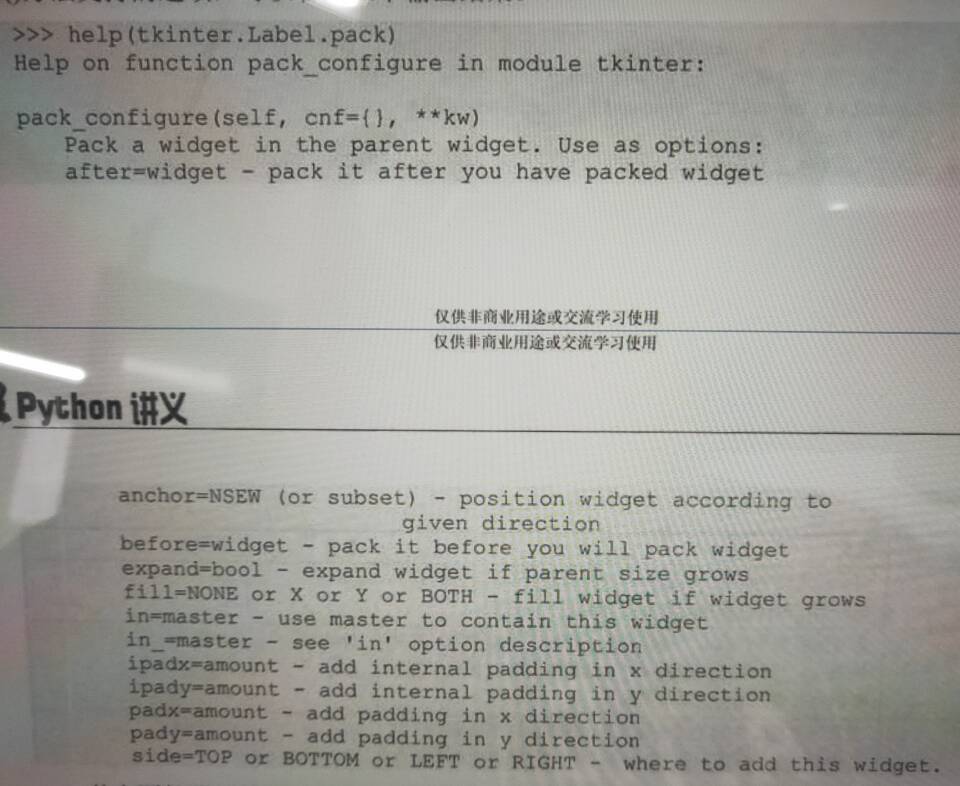 >>> help(tkinter.Label.pack)
Help on function pack_configure in module tkinter:
pack_configure(self, cnf={}, **kw)
Pack a widget in the parent widget. Use as options:
after=widget - pack it after you have packed widget
仅供非商业用途或交流学习使用
仅供非商业用途或交流学习使用
Python 讲义
anchor=NSEW (or subset) - position widget according to
given direction
before=widget - pack it before you will pack widget
expand=bool - expand widget if parent size grows
fill=NONE or X or Y or BOTH - fill widget if widget grows
in=master - use master to contain this widget
in_=master - see 'in' option description
ipadx=amount - add internal padding in x direction
ipady=amount - add internal padding in y direction
padx=amount - add padding in x direction
pady=amount - add padding in y direction
side=TOP or BOTTOM or LEFT or RIGHT - where to add this widget.